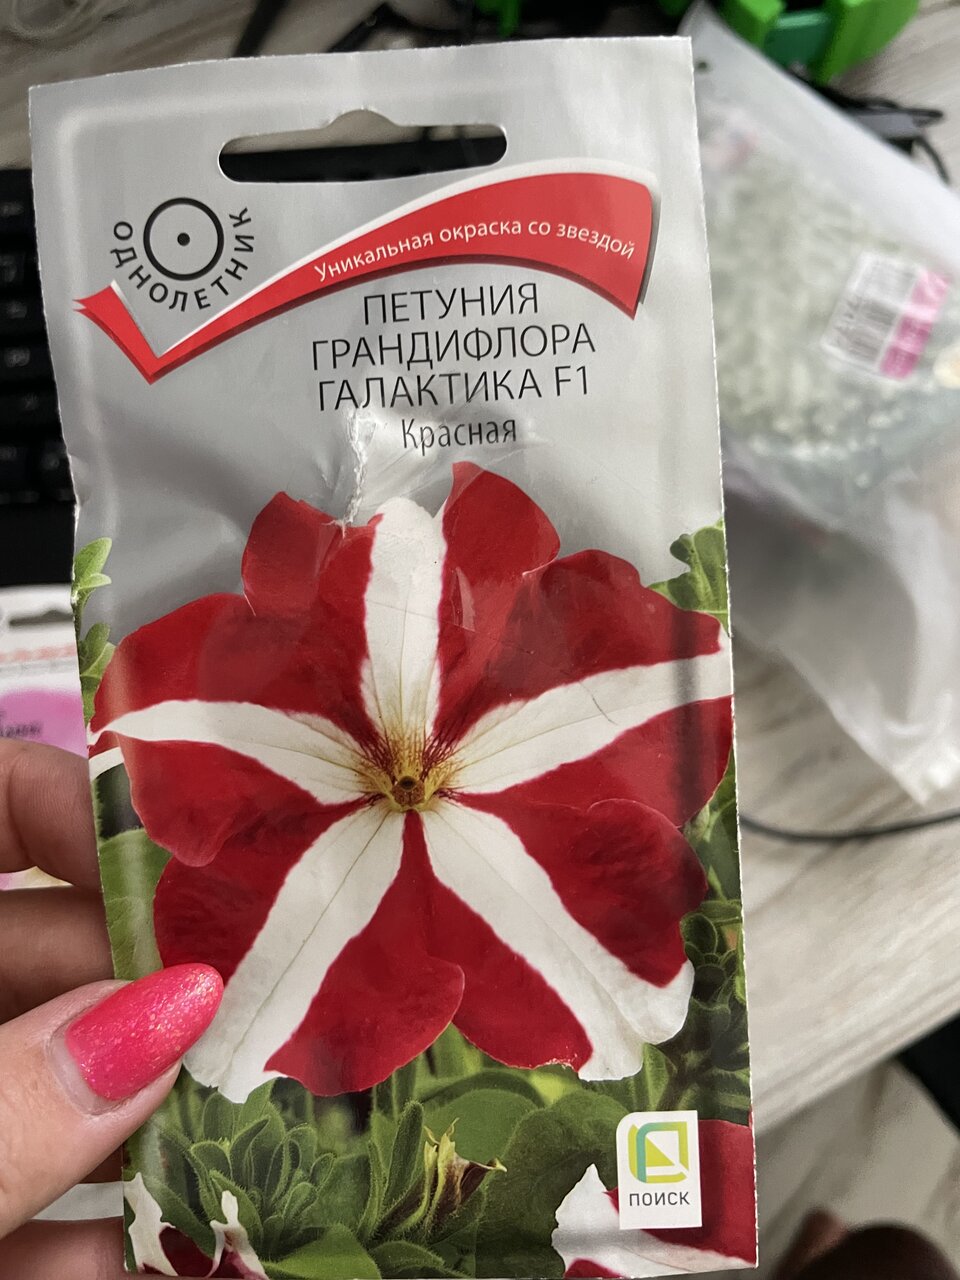 ОДНОЛЕТНИК
Уникальная окраска со звездой
ПЕТУНИЯ
ГРАНДИФЛОРА
ГАЛАКТИКА F1
Красная
ПОИСК